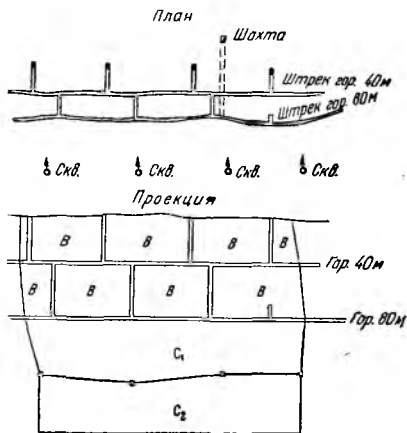 План
Шахта
Штрек гор. 40м
Штрек гор. 80м
Скв. Скв. Скв. Скв.
Проекция
В В В В
Гор. 40м
В В В В
Гор. 80м
C₁
C₂